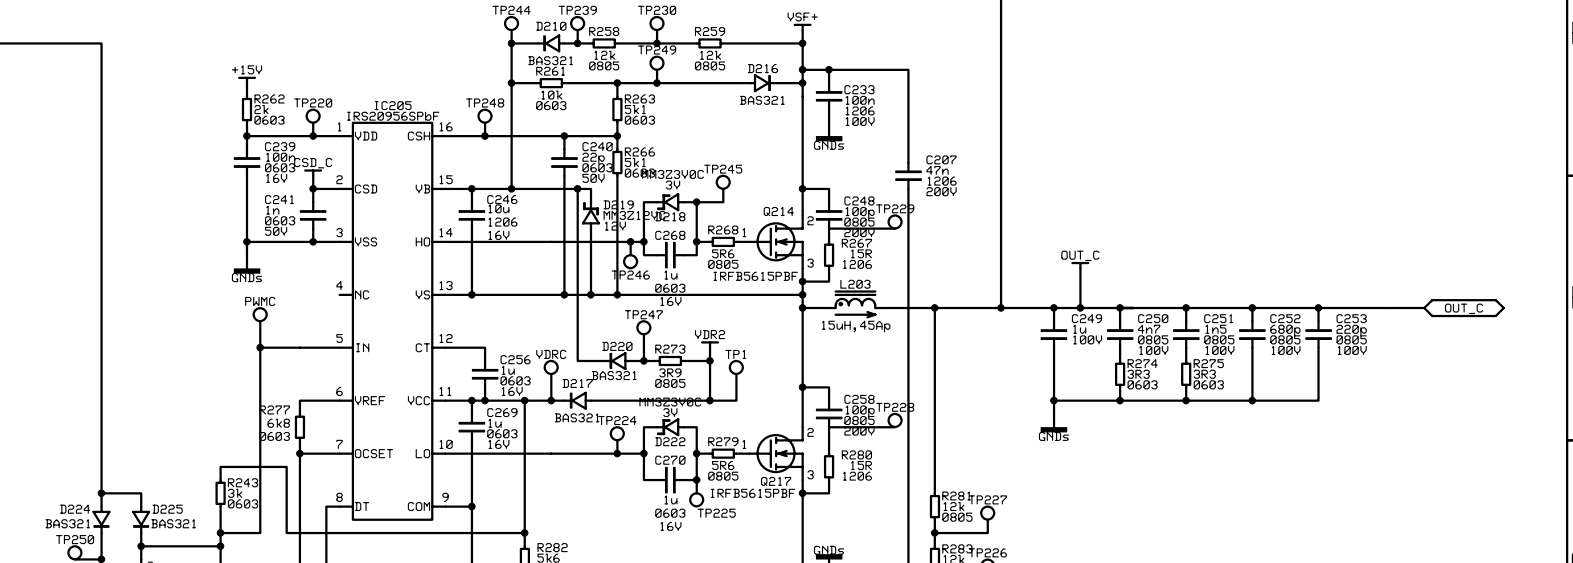 TP244
TP239
TP230
VSF+
D210
BAS321
R258
12k
0805
R259
12k
0805
TP249
R261
10k
0603
D216
BAS321
+15V
R262
2k
0603
TP220
IC205
IRS20956SPbF
TP248
R263
5k1
0603
C233
100n
1206
100V
GNDs
1
VDD
CSH
16
C239
100n
0603
16V
CSD_C
C240
22p
0603
50V
R266
5k1
0603
MM3Z3V0C
3V
D218
TP245
C207
47n
1206
200V
2
CSD
VB
15
C241
1n
0603
50V
C246
10u
1206
16V
D219
MM3Z12VC
12V
Q214
2
1
3
IRFB5615PBF
C248
100p
0805
200V
TP229
3
VSS
HO
14
GNDs
TP246
C268
1u
0603
16V
R268
5R6
0805
R267
15R
1206
OUT_C
4
NC
VS
13
PWMC
TP247
VDR2
L203
15uH,45Ap
C249
1u
100V
C250
4n7
0805
100V
C251
1n5
0805
100V
C252
680p
0805
100V
C253
220p
0805
100V
OUT_C
5
IN
CT
12
C256
1u
0603
16V
VDRC
D220
BAS321
R273
3R9
0805
TP1
R274
3R3
0603
R275
3R3
0603
D217
BAS321
6
VREF
VCC
11
R277
6k8
0603
C269
1u
0603
16V
MM3Z3V0C
3V
D222
TP224
C258
100p
0805
200V
TP228
GNDs
7
OCSET
LO
10
C270
1u
0603
16V
R279
5R6
0805
1
2
3
Q217
IRFB5615PBF
R280
15R
1206
R243
3k
0603
8
DT
COM
9
TP225
R281
12k
0805
TP227
D224
BAS321
D225
BAS321
TP250
R282
5k6
GNDs
R283
12k
TP226